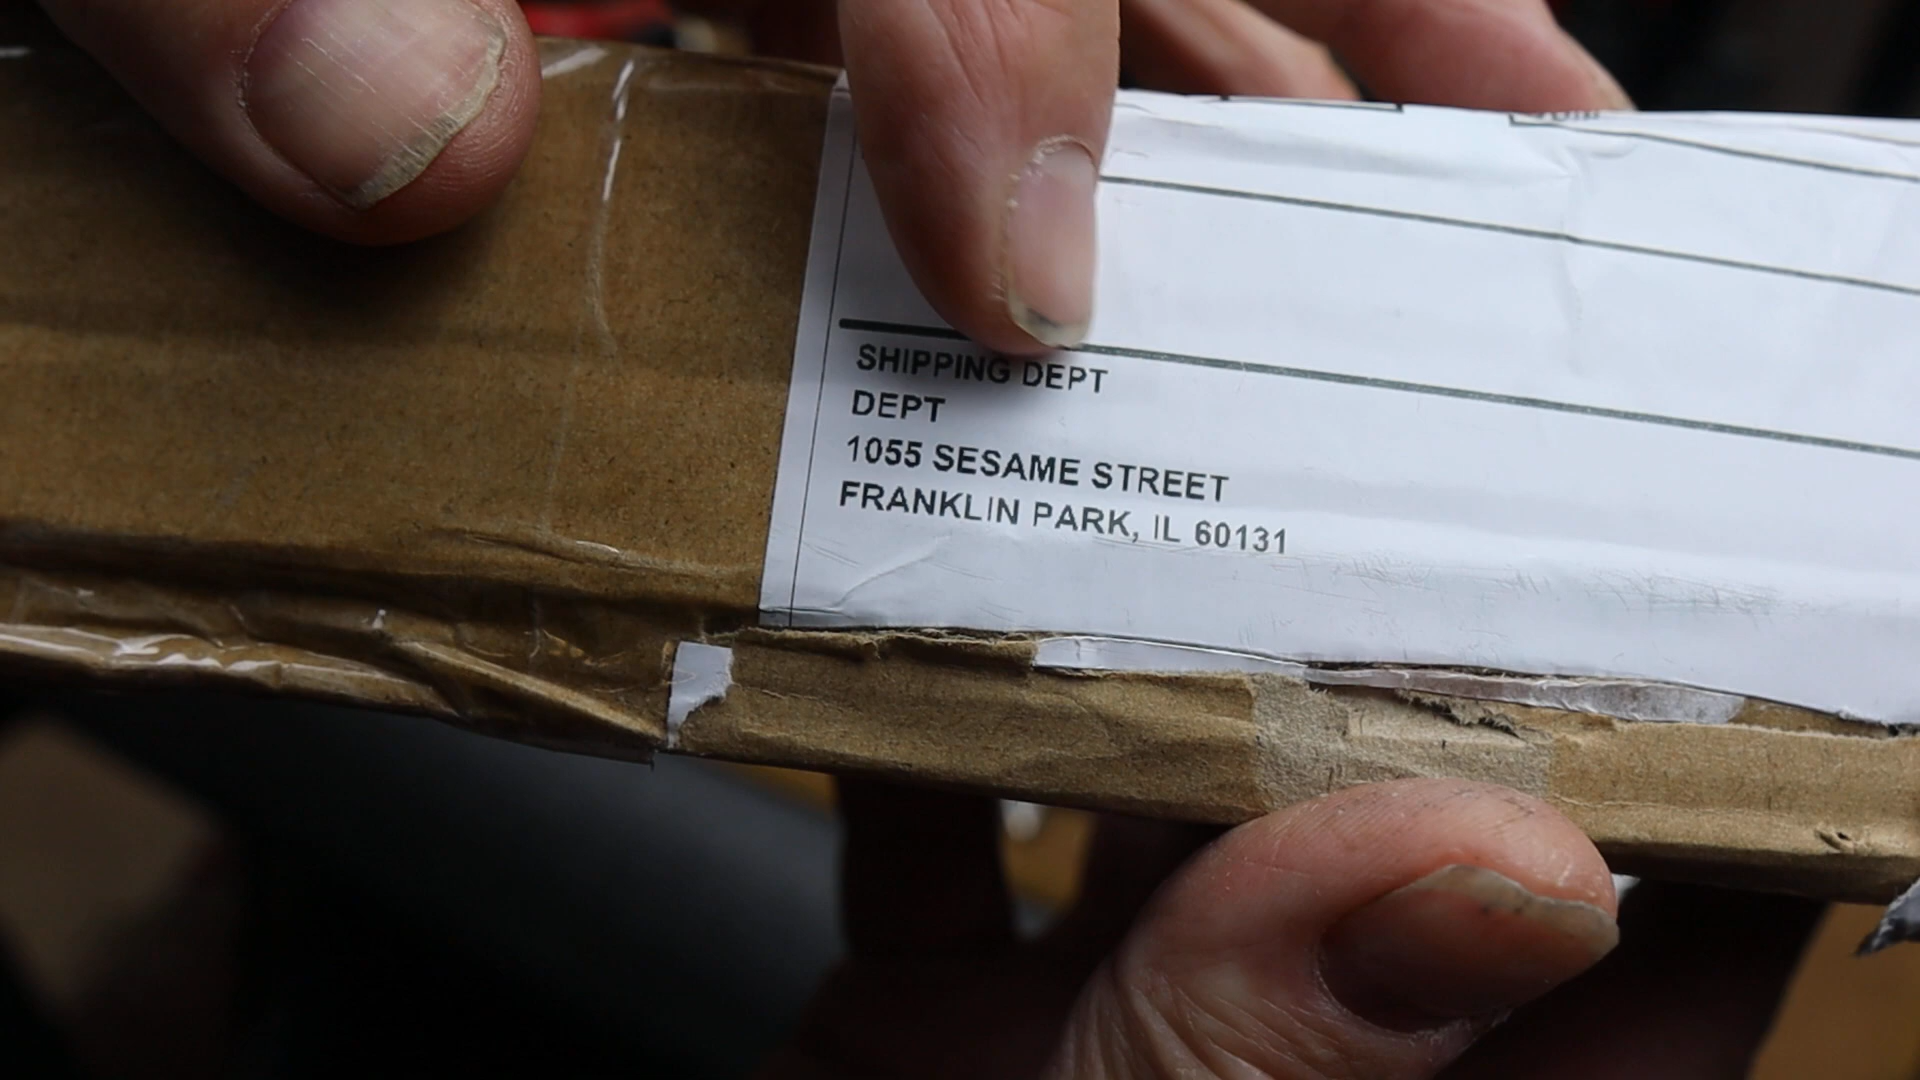 SHIPPING DEPT
DEPT
1055 SESAME STREET
FRANKLIN PARK, IL 60131